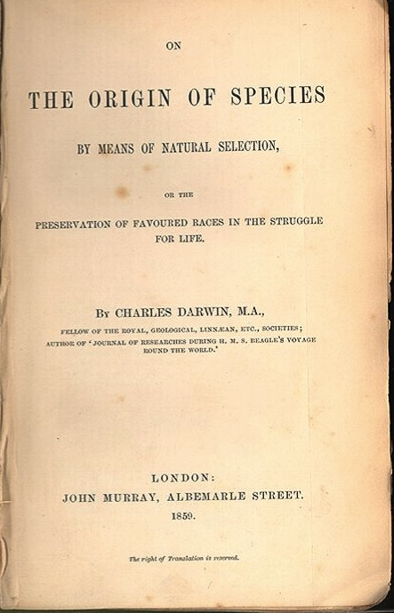 ON
THE ORIGIN OF SPECIES
BY MEANS OF NATURAL SELECTION,
OR THE
PRESERVATION OF FAVOURED RACES IN THE STRUGGLE
FOR LIFE.
BY CHARLES DARWIN, M.A.,
FELLOW OF THE ROYAL, GEOLOGICAL, LINNÆAN, ETC., SOCIETIES;
AUTHOR OF 'JOURNAL OF RESEARCHES DURING H. M. S. BEAGLE'S VOYAGE
ROUND THE WORLD.'
LONDON:
JOHN MURRAY, ALBEMARLE STREET.
1859.
The right of Translation is reserved.